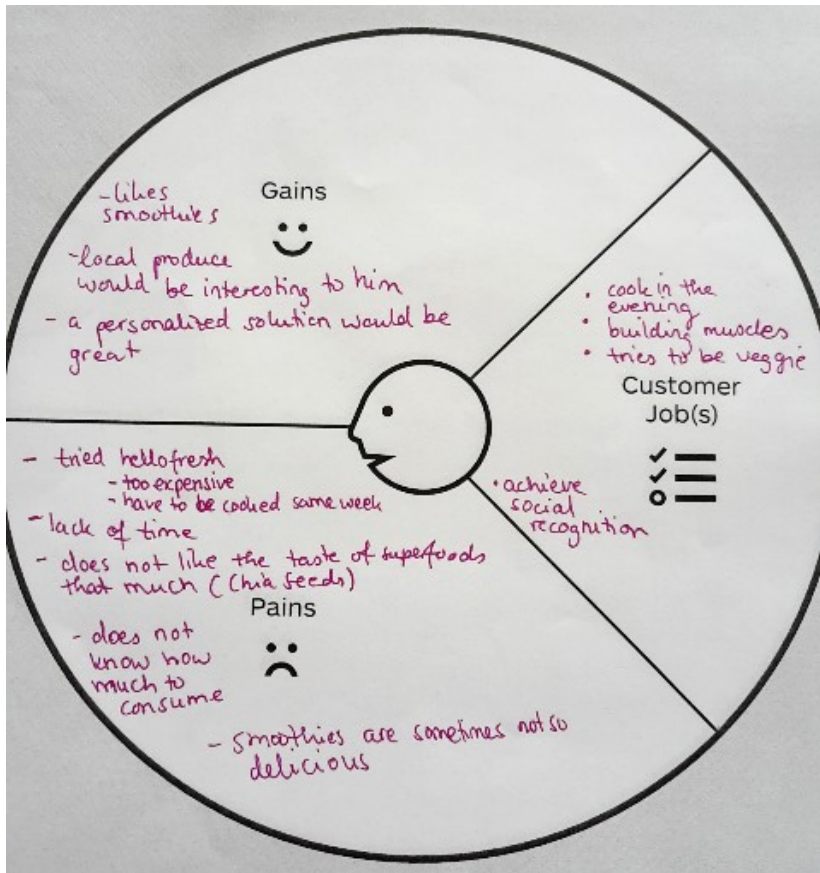 Gains
- likes
smoothies
- local produce
would be interesting to him
- a personalized solution would be
great
• cook in the
evening
• building muscles
• tries to be veggie
Customer
Job(s)
• achieve
social
recognition
- tried hellofresh
- too expensive
- have to be cooked same week
- lack of time
- does not like the taste of superfoods
that much (Chia seeds)
Pains
- does not
know how
much to
consume
- smoothies are sometimes not so
delicious